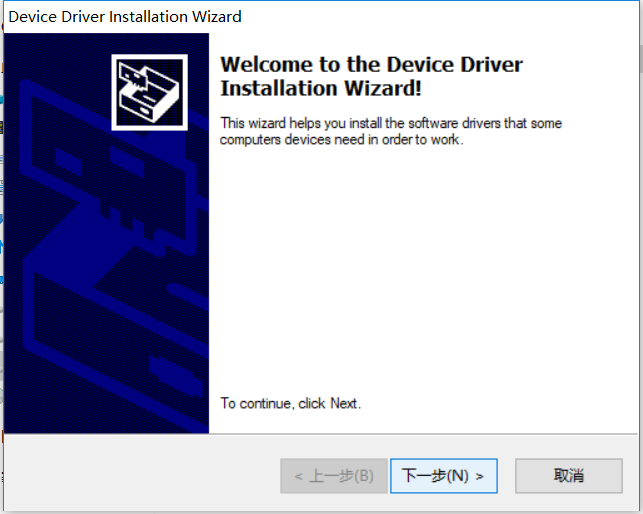 Device Driver Installation Wizard
Welcome to the Device Driver
Installation Wizard!
This wizard helps you install the software drivers that some
computers devices need in order to work.
To continue, click Next.
< 上一步(B)
下一步(N) >
取消